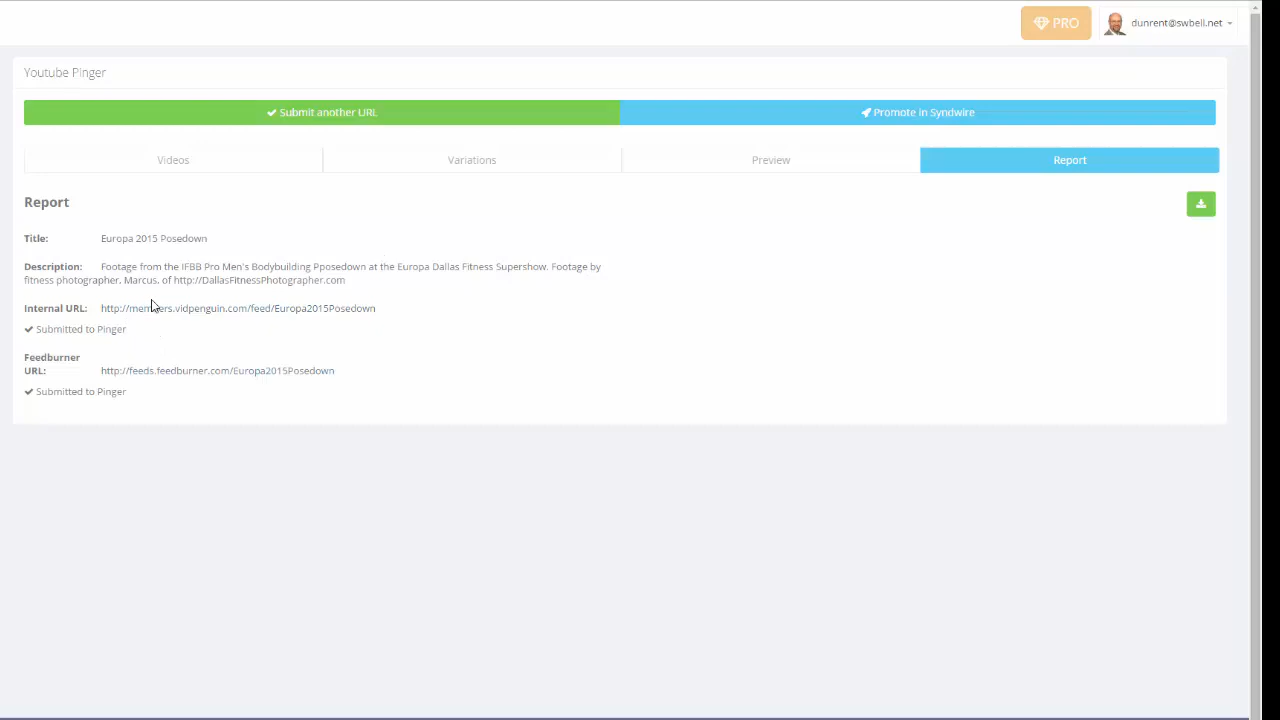 PRO
dunrent@swbell.net
Youtube Pinger
Submit another URL
Promote in Syndwire
Videos
Variations
Preview
Report
Report
Title: Europa 2015 Posedown
Description: Footage from the IFBB Pro Men's Bodybuilding Pposedown at the Europa Dallas Fitness Supershow. Footage by
fitness photographer, Marcus, of http://DallasFitnessPhotographer.com
Internal URL: http://members.vidpenguin.com/feed/Europa2015Posedown
Submitted to Pinger
Feedburner
URL: http://feeds.feedburner.com/Europa2015Posedown
Submitted to Pinger